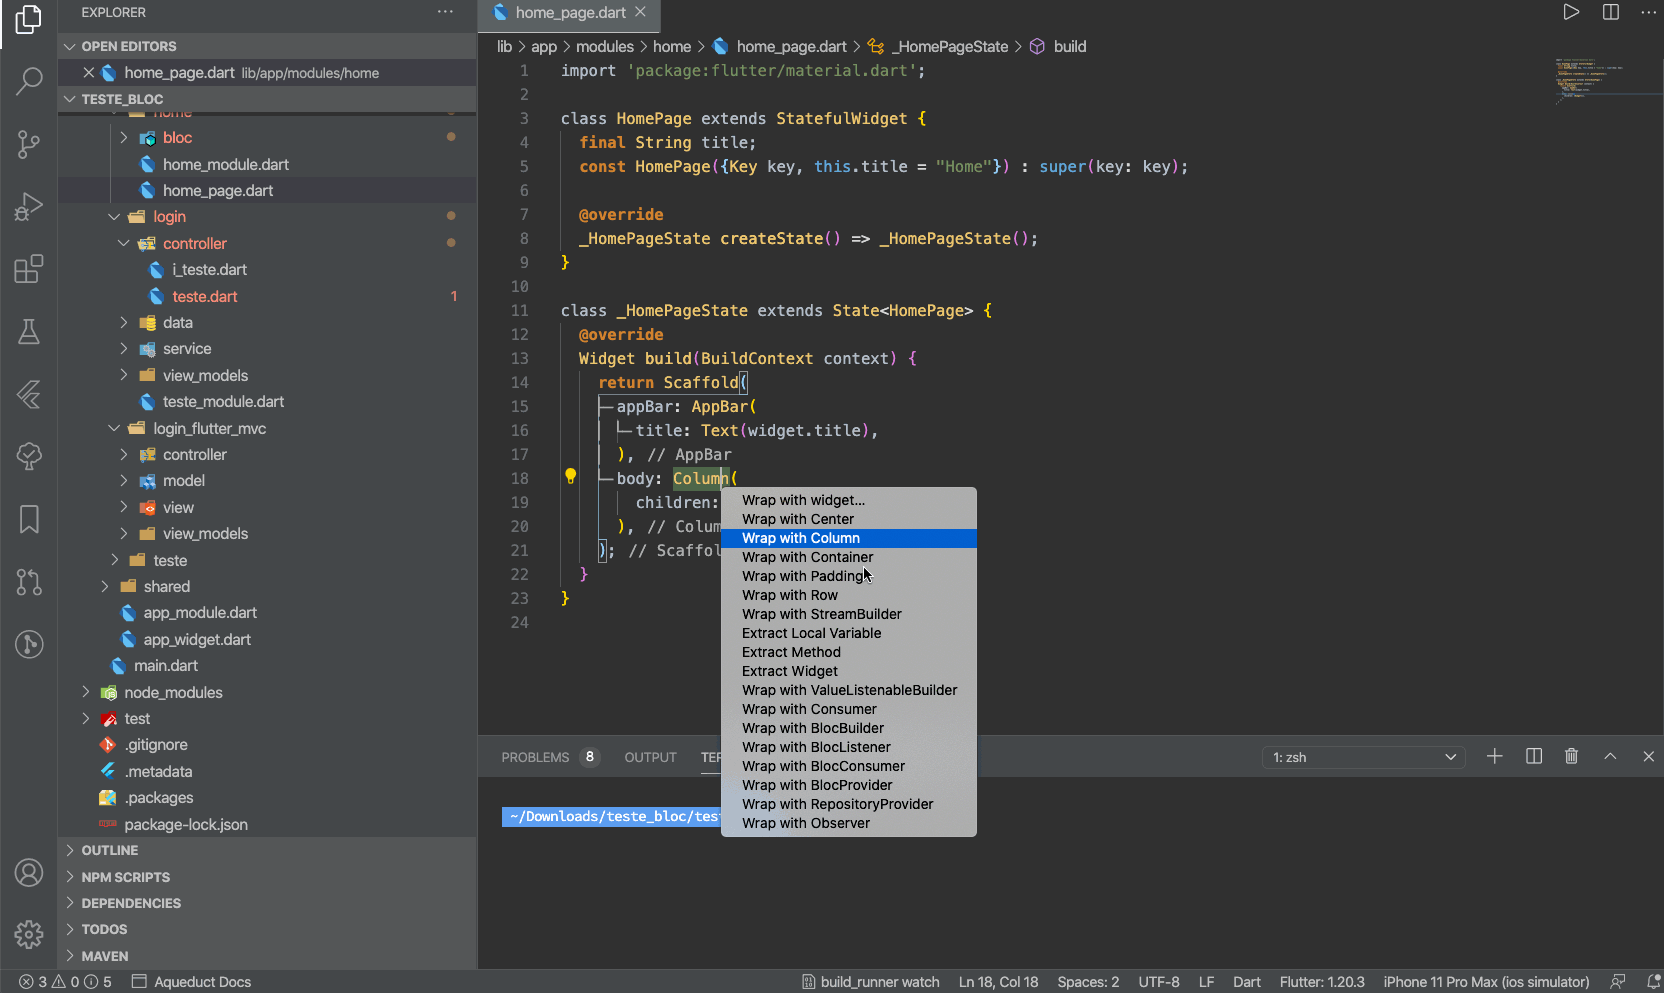 EXPLORER
OPEN EDITORS
home_page.dart lib/app/modules/home
TESTE_BLOC
home
bloc
home_module.dart
home_page.dart
login
controller
i_teste.dart
teste.dart 1
data
service
view_models
teste_module.dart
login_flutter_mvc
controller
model
view
view_models
teste
shared
app_module.dart
app_widget.dart
main.dart
node_modules
test
.gitignore
.metadata
.packages
package-lock.json
OUTLINE
NPM SCRIPTS
DEPENDENCIES
TODOS
MAVEN
home_page.dart
lib > app > modules > home > home_page.dart > _HomePageState > build
1 import 'package:flutter/material.dart';
2
3 class HomePage extends StatefulWidget {
4 final String title;
5 const HomePage({Key key, this.title = "Home"}) : super(key: key);
6
7 @override
8 _HomePageState createState() => _HomePageState();
9 }
10
11 class _HomePageState extends State<HomePage> {
12 @override
13 Widget build(BuildContext context) {
14 return Scaffold(
15 appBar: AppBar(
16 title: Text(widget.title),
17 ), // AppBar
18 body: Column(
19 children:
20 ), // Colum
21 ); // Scaffol
22 }
23 }
24
Wrap with widget...
Wrap with Center
Wrap with Column
Wrap with Container
Wrap with Padding
Wrap with Row
Wrap with StreamBuilder
Extract Local Variable
Extract Method
Extract Widget
Wrap with ValueListenableBuilder
Wrap with Consumer
Wrap with BlocBuilder
Wrap with BlocListener
Wrap with BlocConsumer
Wrap with BlocProvider
Wrap with RepositoryProvider
Wrap with Observer
PROBLEMS 8 OUTPUT TER 1: zsh
~/Downloads/teste_bloc/tes
3 0 5 Aqueduct Docs build_runner watch Ln 18, Col 18 Spaces: 2 UTF-8 LF Dart Flutter: 1.20.3 iPhone 11 Pro Max (ios simulator)